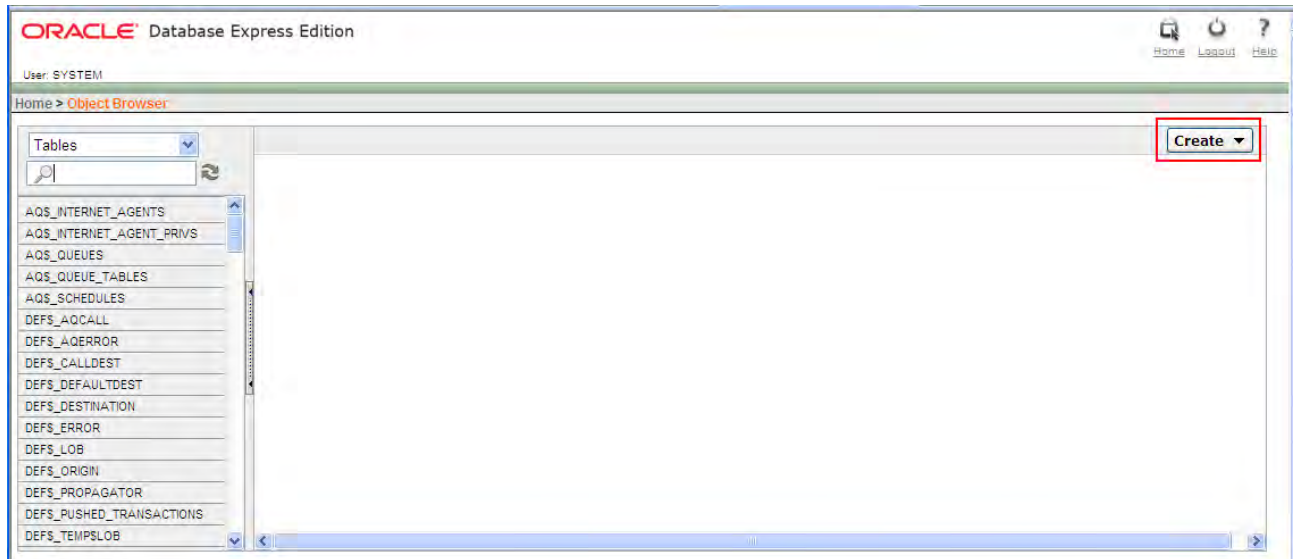 ORACLE Database Express Edition
Home Logout Help
User: SYSTEM
Home > Object Browser
Tables
Create
AQ$_INTERNET_AGENTS
AQ$_INTERNET_AGENT_PRIVS
AQ$_QUEUES
AQ$_QUEUE_TABLES
AQ$_SCHEDULES
DEF$_AQCALL
DEF$_AQERROR
DEF$_CALLDEST
DEF$_DEFAULTDEST
DEF$_DESTINATION
DEF$_ERROR
DEF$_LOB
DEF$_ORIGIN
DEF$_PROPAGATOR
DEF$_PUSHED_TRANSACTIONS
DEF$_TEMP$LOB